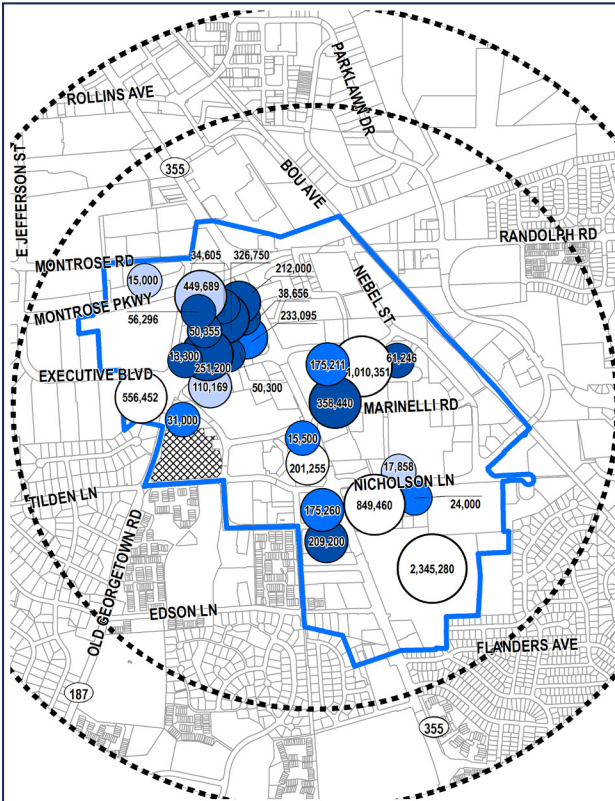 PARKLAWN DR
ROLLINS AVE
E JEFFERSON ST
355
BOU AVE
RANDOLPH RD
MONTROSE RD
34,605
326,750
15,000
449,689
212,000
NEBEL ST
MONTROSE PKWY
38,656
56,296
50,355
233,095
13,300
61,246
175,211
251,200
1,010,351
EXECUTIVE BLVD
110,169
50,300
556,452
358,440
MARINELLI RD
31,000
15,500
201,255
17,858
NICHOLSON LN
TILDEN LN
175,260
849,460
24,000
OLD GEORGETOWN RD
209,200
2,345,280
EDSON LN
FLANDERS AVE
187
355